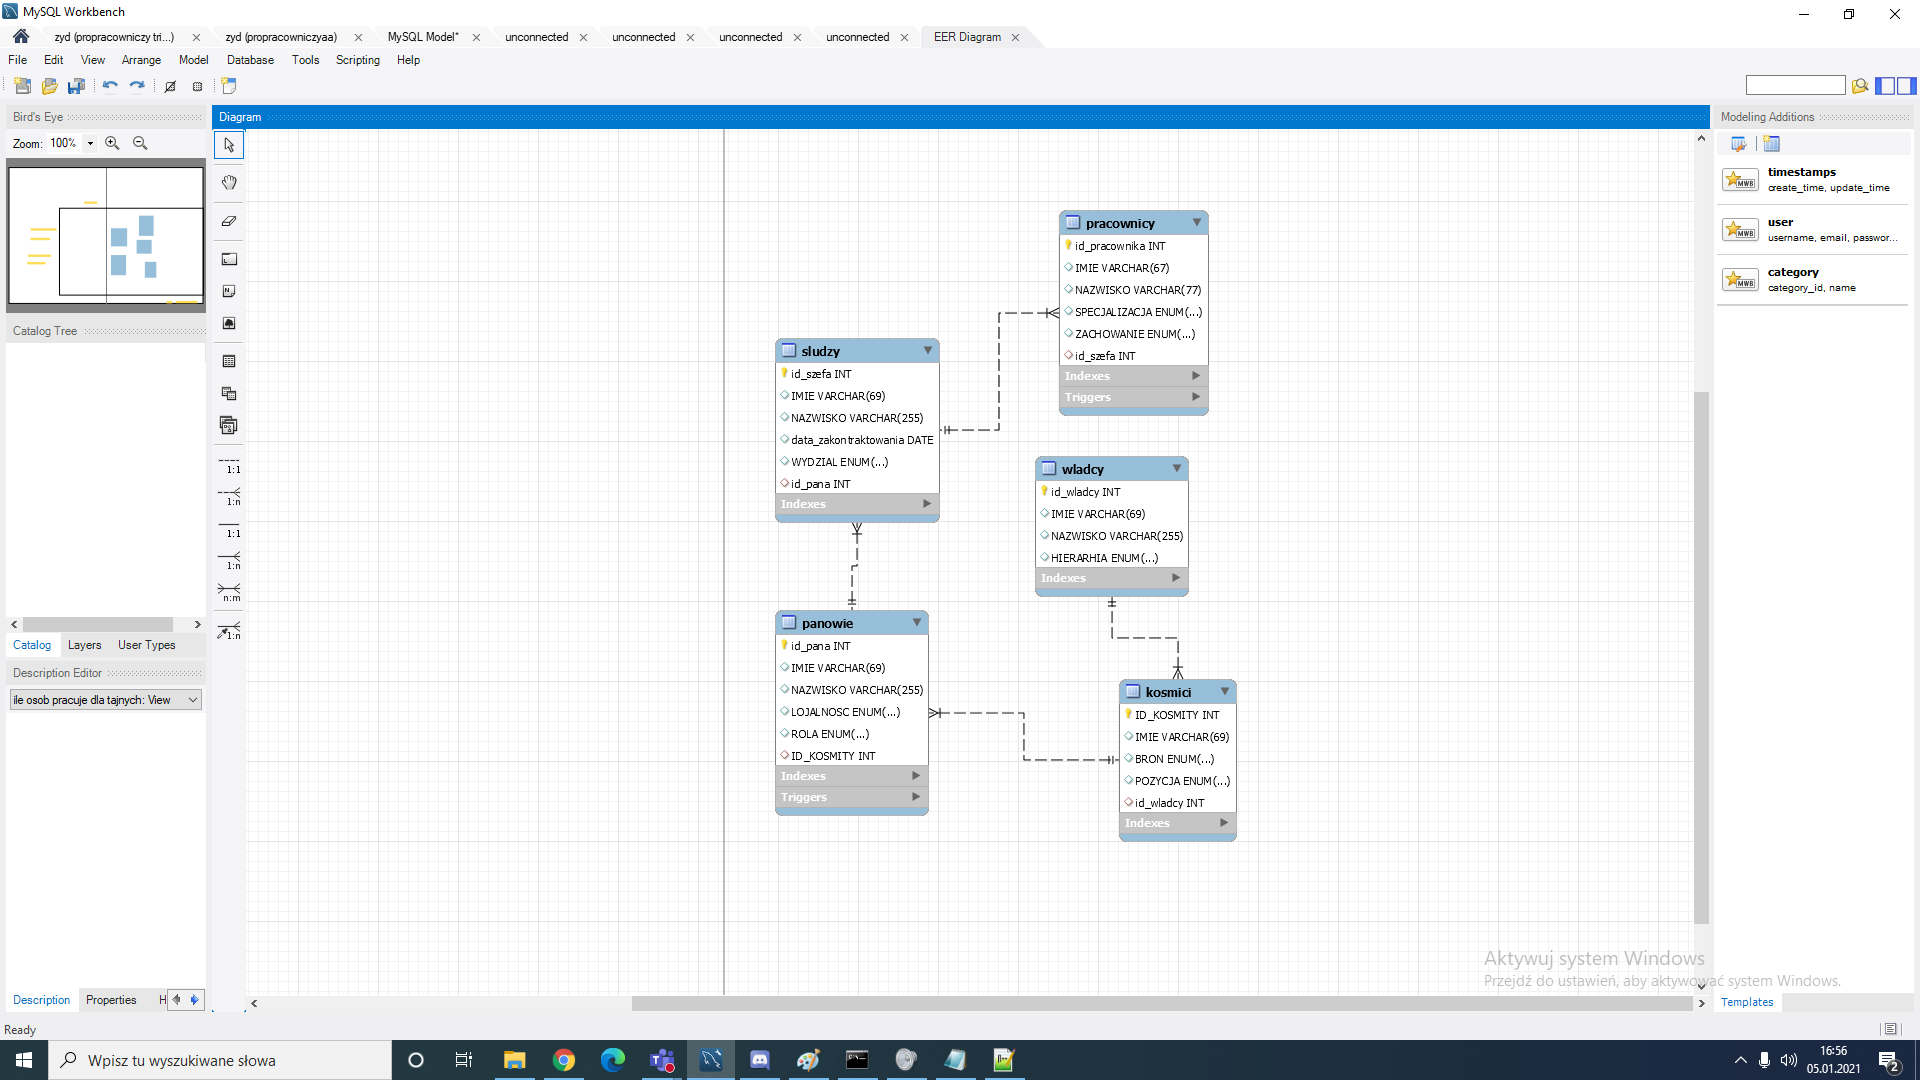 MySQL Workbench
zyd (propracowniczy tri...)
zyd (propracowniczyaa)
MySQL Model*
unconnected
unconnected
unconnected
unconnected
EER Diagram
File Edit View Arrange Model Database Tools Scripting Help
Bird's Eye
Zoom: 100%
Catalog Tree
Catalog Layers User Types
Description Editor
ile osob pracuje dla tajnych: View
Description Properties H
Ready
Diagram
1:1
1:n
1:1
1:n
n:m
1:n
pracownicy
id_pracownika INT
IMIE VARCHAR(67)
NAZWISKO VARCHAR(77)
SPECJALIZACJA ENUM(...)
ZACHOWANIE ENUM(...)
id_szefa INT
Indexes
Triggers
sludzy
id_szefa INT
IMIE VARCHAR(69)
NAZWISKO VARCHAR(255)
data_zakontraktowania DATE
WYDZIAL ENUM(...)
id_pana INT
Indexes
wladcy
id_wladcy INT
IMIE VARCHAR(69)
NAZWISKO VARCHAR(255)
HIERARHIA ENUM(...)
Indexes
panowie
id_pana INT
IMIE VARCHAR(69)
NAZWISKO VARCHAR(255)
LOJALNOSC ENUM(...)
ROLA ENUM(...)
ID_KOSMITY INT
Indexes
Triggers
kosmici
ID_KOSMITY INT
IMIE VARCHAR(69)
BRON ENUM(...)
POZYCJA ENUM(...)
id_wladcy INT
Indexes
Modeling Additions
timestamps
create_time, update_time
user
username, email, passwor...
category
category_id, name
Aktywuj system Windows
Przejdź do ustawień, aby aktywować system Windows.
Templates
Wpisz tu wyszukiwane słowa
16:56
05.01.2021
2